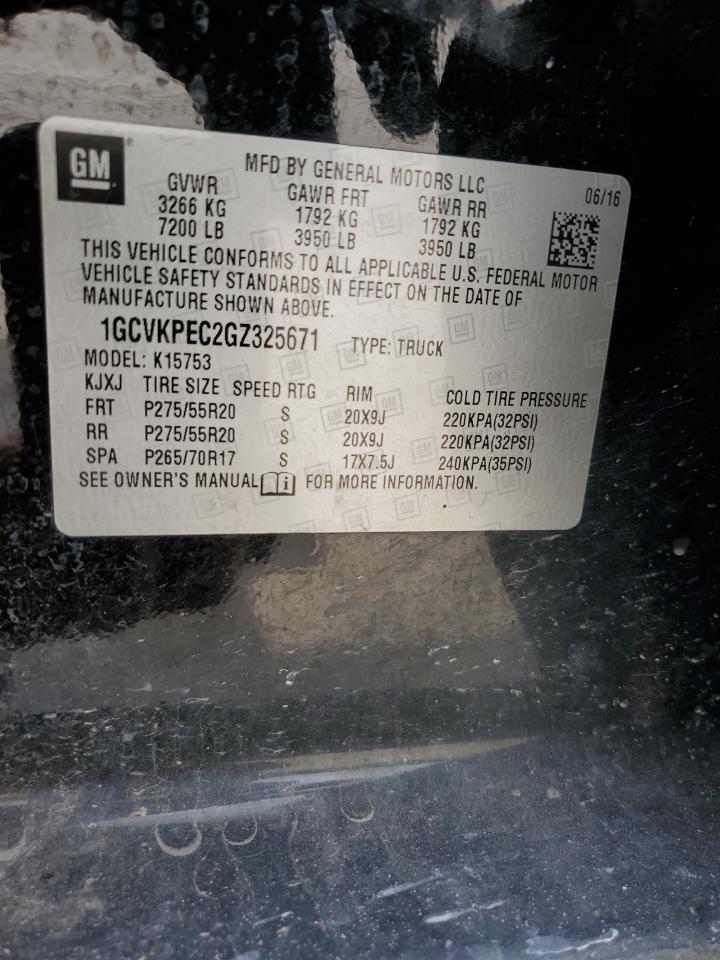 GM
MFD BY GENERAL MOTORS LLC
06/16
GVWR GAWR FRT GAWR RR
3266 KG 1792 KG 1792 KG
7200 LB 3950 LB 3950 LB
THIS VEHICLE CONFORMS TO ALL APPLICABLE U.S. FEDERAL MOTOR
VEHICLE SAFETY STANDARDS IN EFFECT ON THE DATE OF
MANUFACTURE SHOWN ABOVE.
1GCVKPEC2GZ325671 TYPE: TRUCK
MODEL: K15753
KJXJ TIRE SIZE SPEED RTG RIM COLD TIRE PRESSURE
FRT P275/55R20 S 20X9J 220KPA(32PSI)
RR P275/55R20 S 20X9J 220KPA(32PSI)
SPA P265/70R17 S 17X7.5J 240KPA(35PSI)
SEE OWNER'S MANUAL FOR MORE INFORMATION.